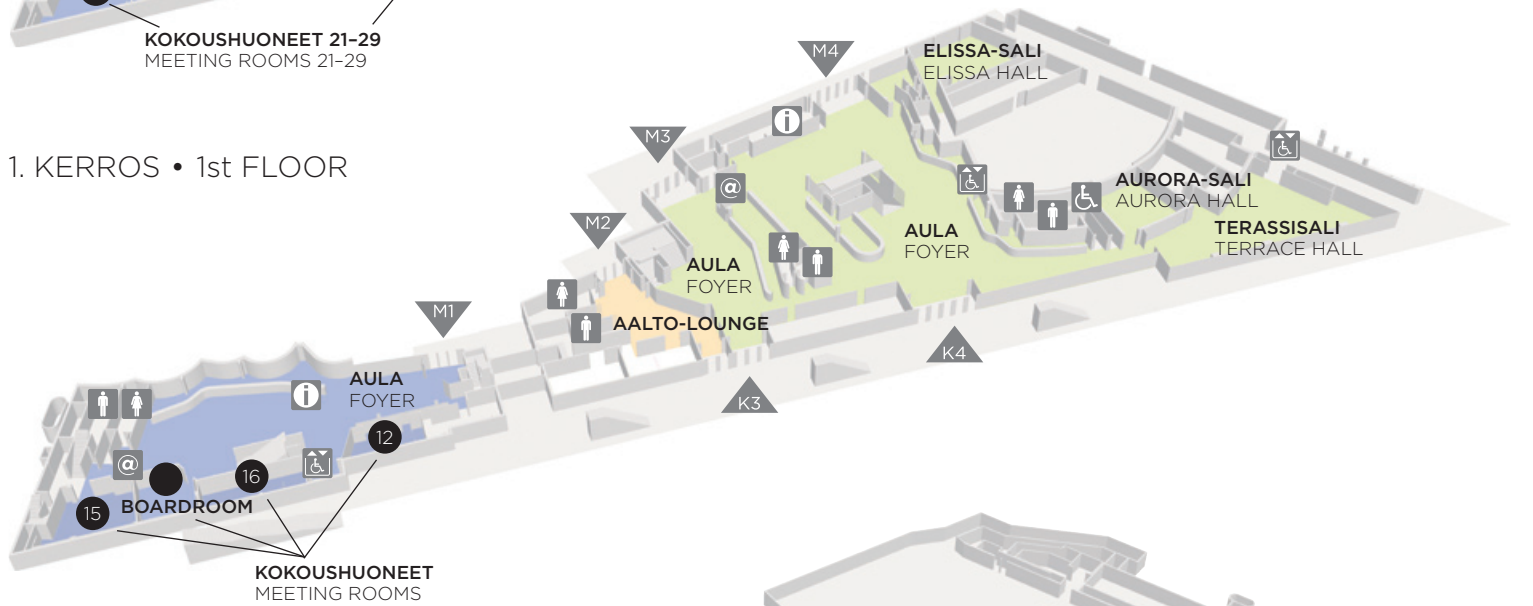 KOKOUSHUONEET 21–29
MEETING ROOMS 21–29
M4
ELISSA-SALI
ELISSA HALL
M3
1. KERROS • 1st FLOOR
@
AURORA-SALI
AURORA HALL
M2
AULA
FOYER
TERASSISALI
TERRACE HALL
AULA
FOYER
M1
AALTO-LOUNGE
K4
AULA
FOYER
K3
12
@
16
15
BOARDROOM
KOKOUSHUONEET
MEETING ROOMS